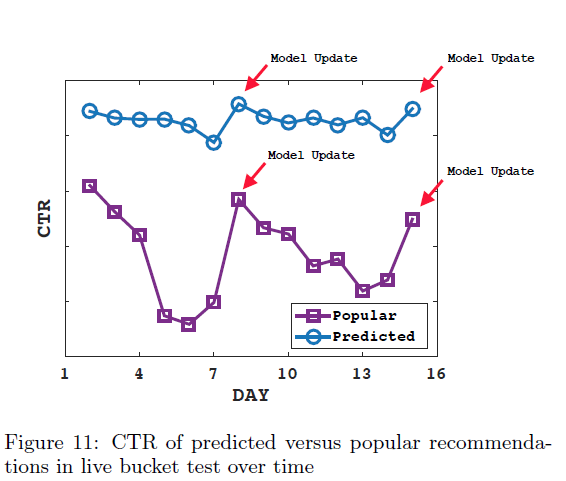 Model Update
Model Update
Model Update
Model Update
CTR
Popular
Predicted
1 4 7 10 13 16
DAY
Figure 11: CTR of predicted versus popular recommenda-
tions in live bucket test over time